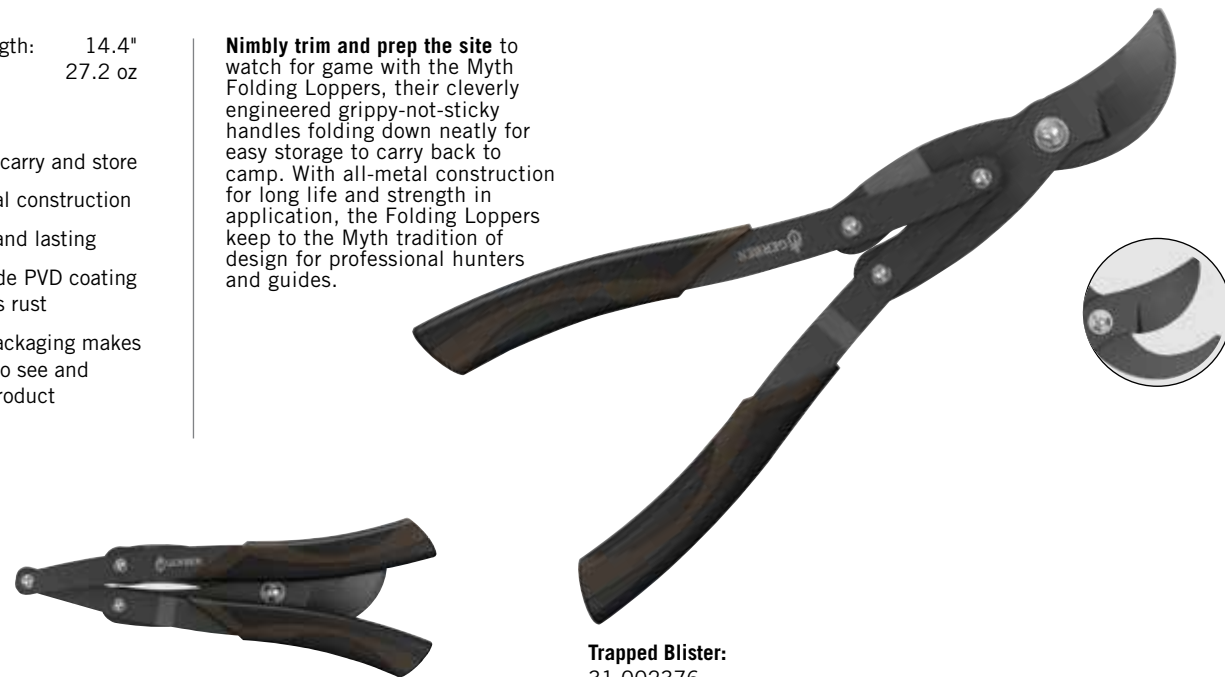 gth: 14.4"
27.2 oz
carry and store
al construction
and lasting
de PVD coating
s rust
ackaging makes
o see and
roduct
Nimbly trim and prep the site to
watch for game with the Myth
Folding Loppers, their cleverly
engineered grippy-not-sticky
handles folding down neatly for
easy storage to carry back to
camp. With all-metal construction
for long life and strength in
application, the Folding Loppers
keep to the Myth tradition of
design for professional hunters
and guides.
GERBER
GERBER
Trapped Blister:
31-002376